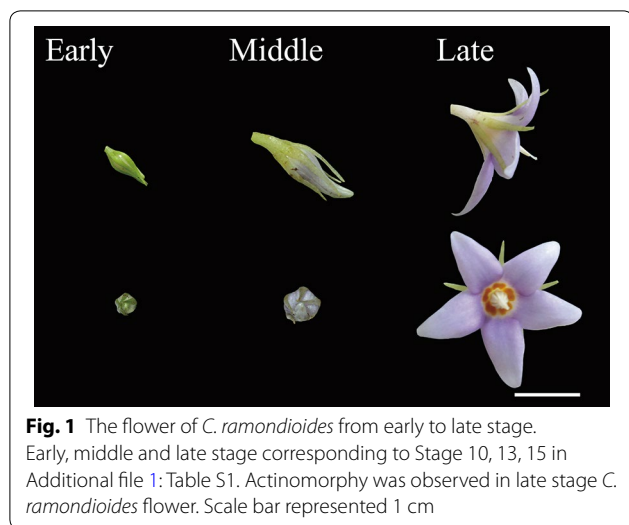 Early Middle Late
Fig. 1 The flower of C. ramondioides from early to late stage.
Early, middle and late stage corresponding to Stage 10, 13, 15 in
Additional file 1: Table S1. Actinomorphy was observed in late stage C.
ramondioides flower. Scale bar represented 1 cm